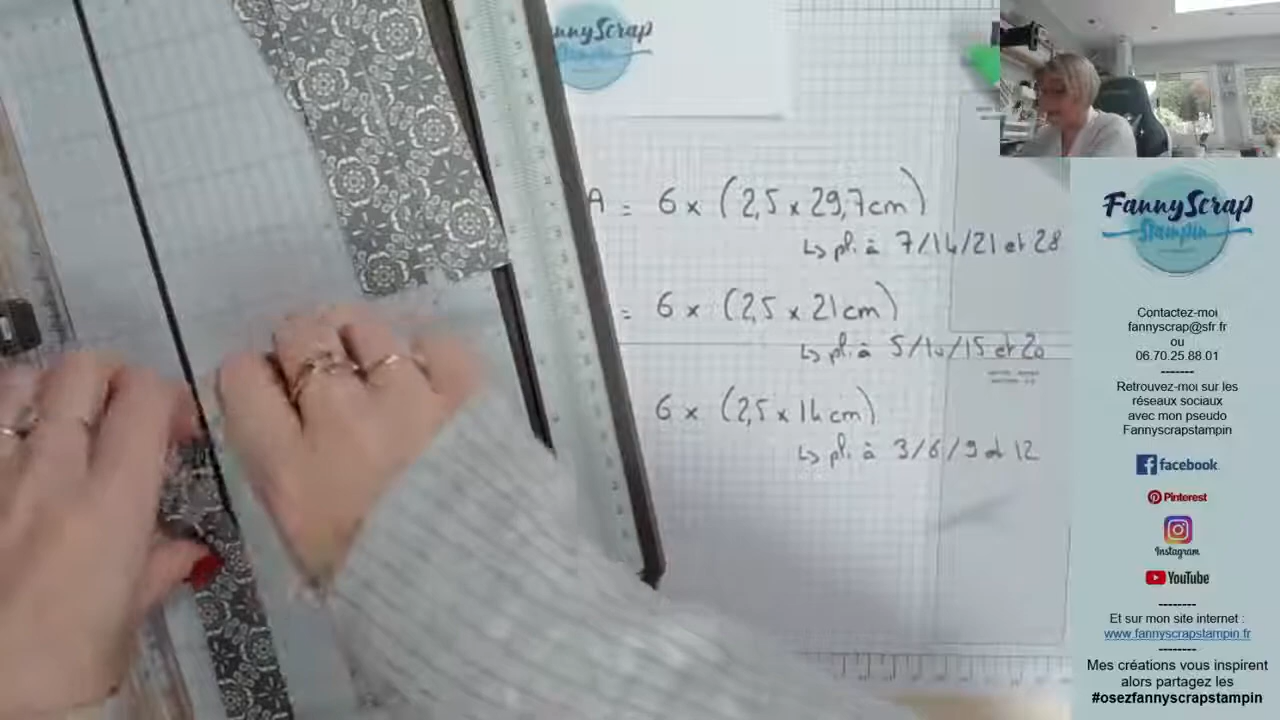 nnyScrap
A = 6 x (2,5 x 29,7cm)
↳ pli à 7/14/21 et 28
= 6 x (2,5 x 21cm)
↳ pli à 5/10/15 et 20
6 x (2,5 x 14cm)
↳ pli à 3/6/9 et 12
FannyScrap
Stampin
Contactez-moi
fannyscrap@sfr.fr
ou
06.70.25.88.01
-------
Retrouvez-moi sur les
réseaux sociaux
avec mon pseudo
Fannyscrapstampin
facebook
Pinterest
Instagram
YouTube
--------
Et sur mon site internet :
www.fannyscrapstampin.fr
--------
Mes créations vous inspirent
alors partagez les
#osezfannyscrapstampin